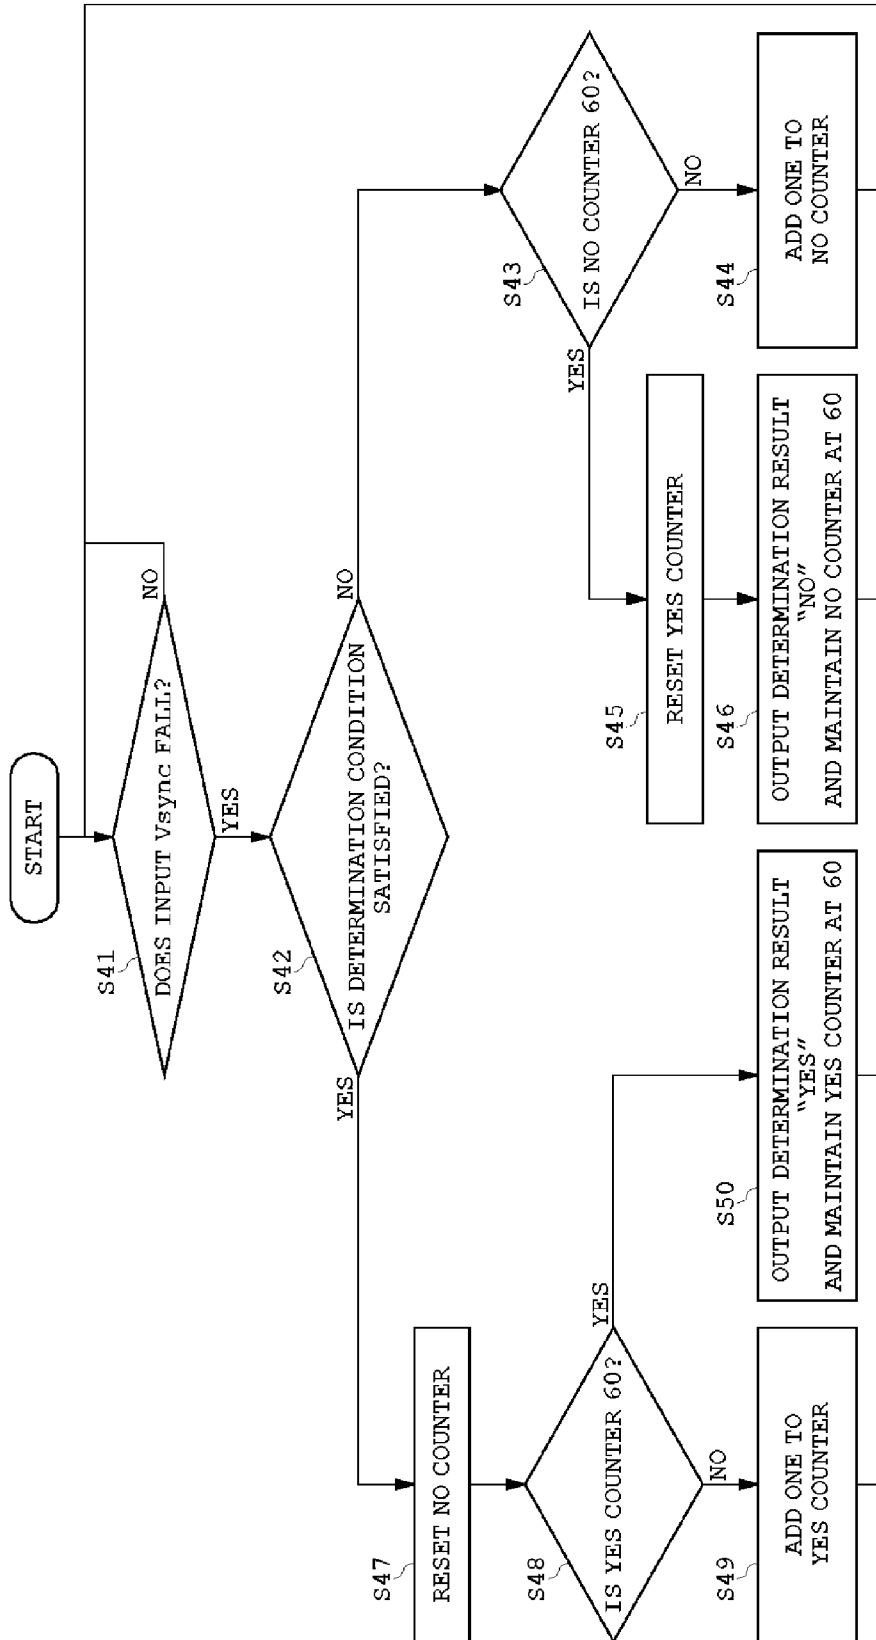 START
S41
DOES INPUT Vsync FALL?
NO
YES
S42
IS DETERMINATION CONDITION
SATISFIED?
YES
NO
S47
RESET NO COUNTER
S48
IS YES COUNTER 60?
YES
NO
S49
ADD ONE TO
YES COUNTER
S50
OUTPUT DETERMINATION RESULT
"YES"
AND MAINTAIN YES COUNTER AT 60
S43
IS NO COUNTER 60?
YES
NO
S45
RESET YES COUNTER
S46
OUTPUT DETERMINATION RESULT
"NO"
AND MAINTAIN NO COUNTER AT 60
S44
ADD ONE TO
NO COUNTER